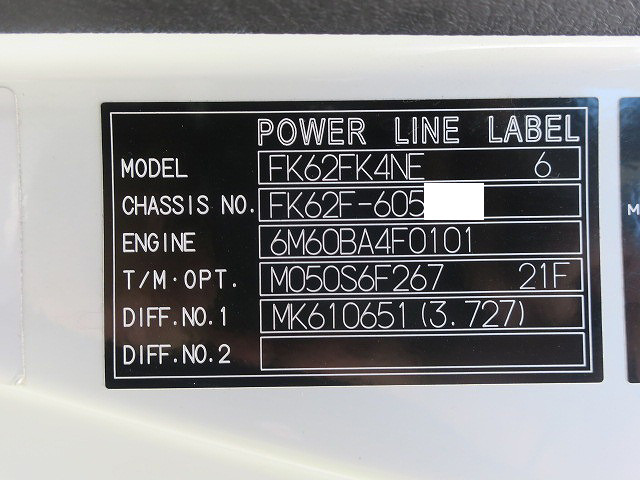 POWER LINE LABEL
MODEL FK62FK4NE 6
CHASSIS NO. FK62F-605
ENGINE 6M60BA4F0101
T/M·OPT. M050S6F267 21F
DIFF.NO.1 MK610651(3.727)
DIFF.NO.2
M